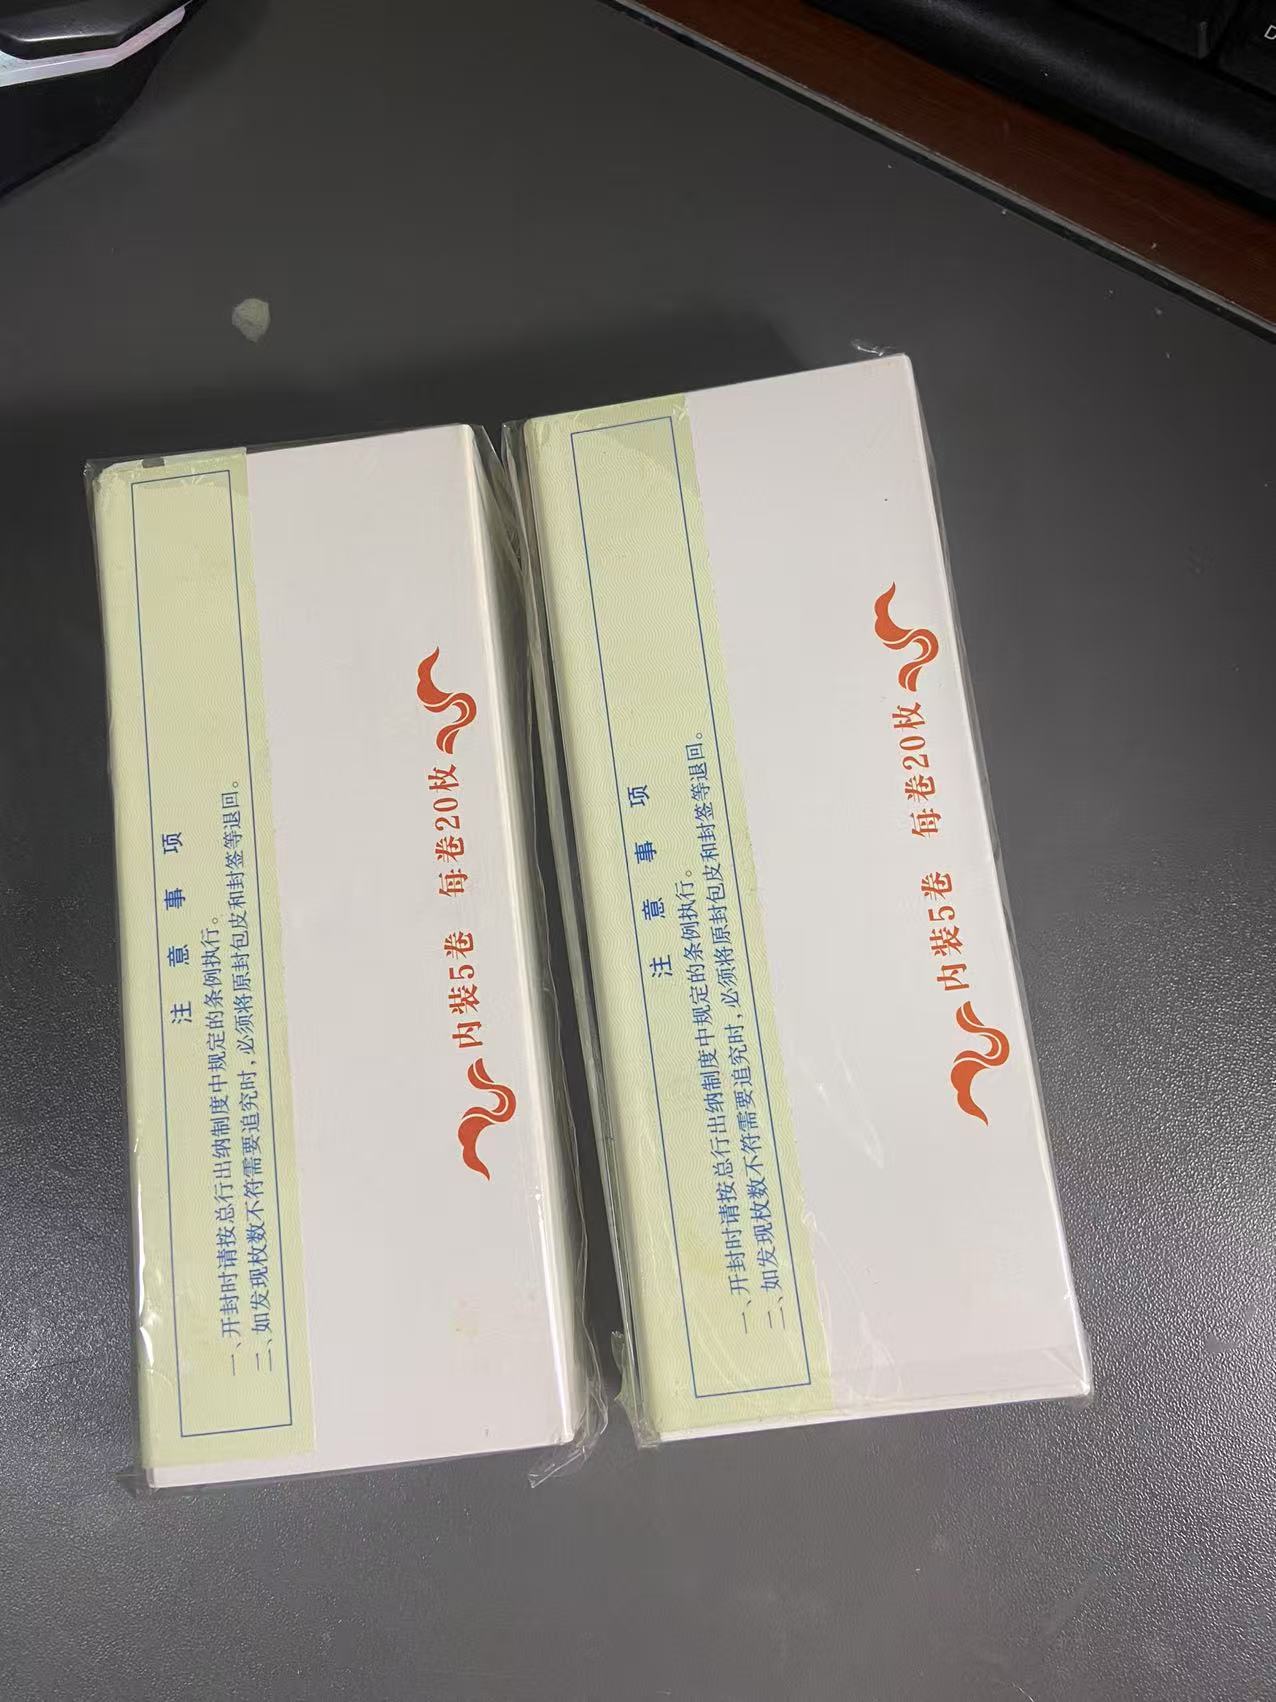 注意事项
一、开封时请按总行出纳制度中规定的条例执行。
二、如发现枚数不符需要追究时,必须将原封包皮和封签等退回。
内装5卷 每卷20枚
注意事项
一、开封时请按总行出纳制度中规定的条例执行。
二、如发现枚数不符需要追究时,必须将原封包皮和封签等退回。
内装5卷 每卷20枚
D